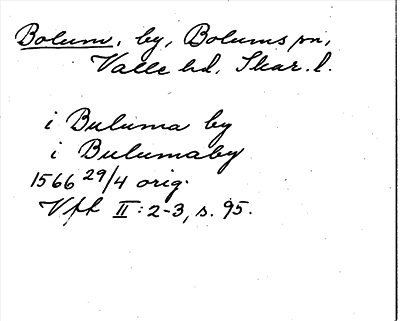 Bolum, by, Bolums sn,
Valle hd, Skar. l.
i Buluma by
i Bulumaby
1566 29/4 orig.
Vfh II: 2-3, s. 95.